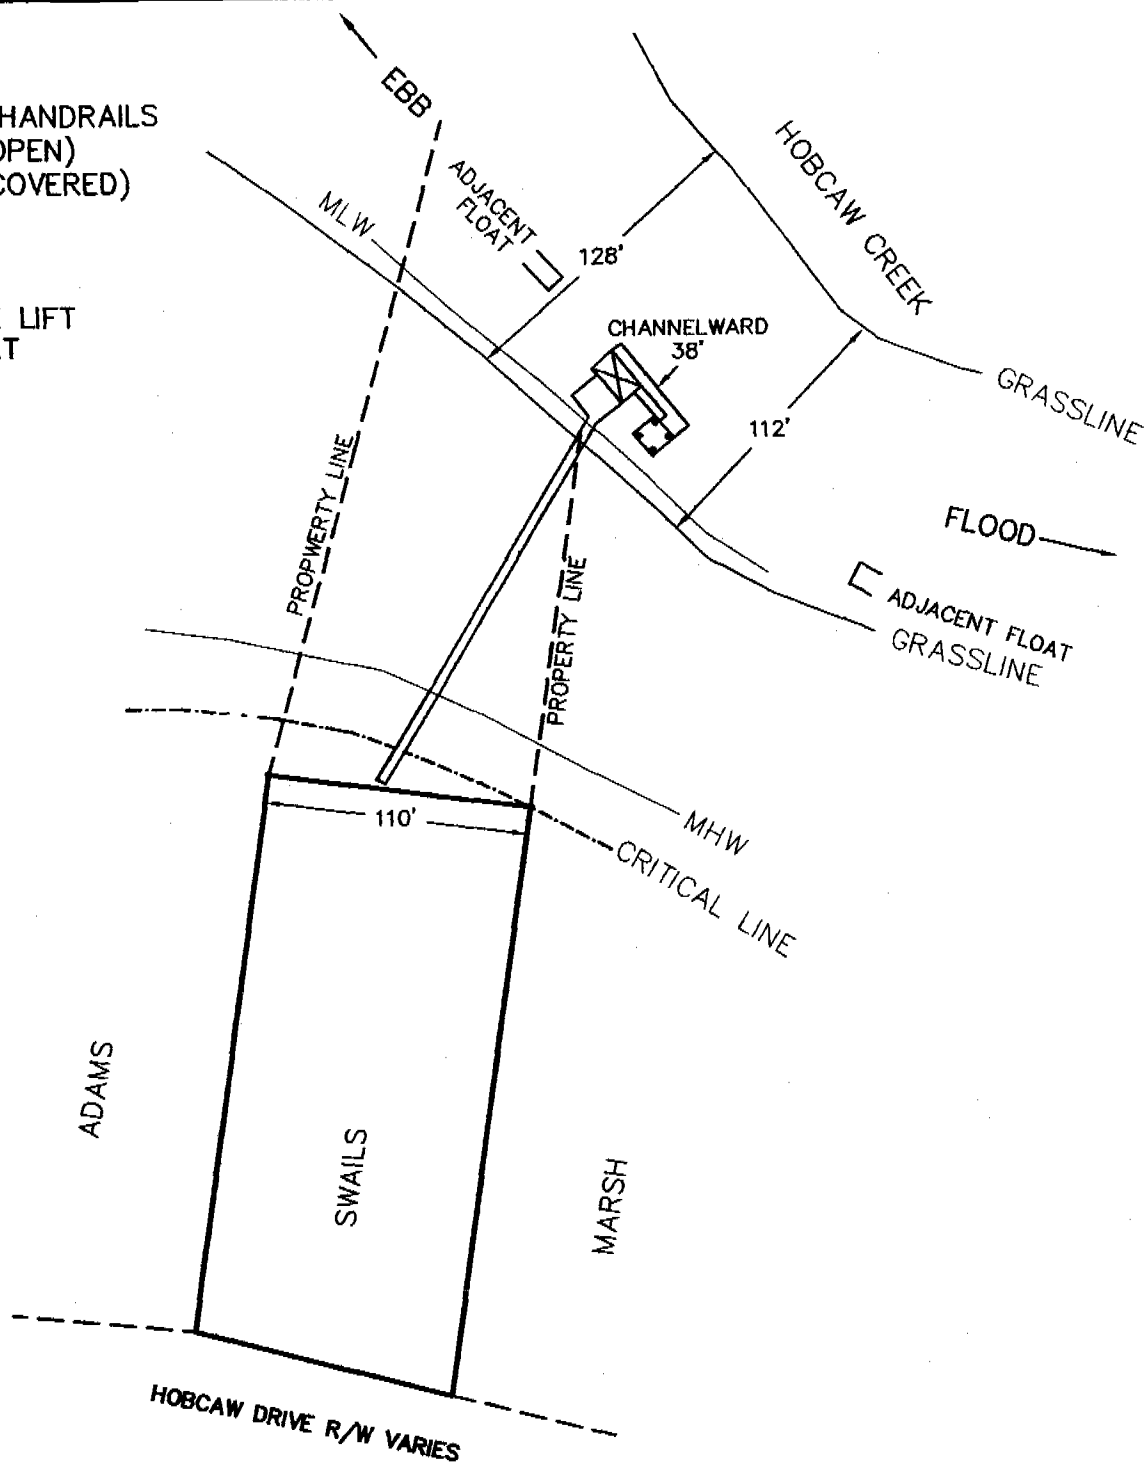 HANDRAILS
OPEN)
COVERED)
LIFT
EBB
ADJACENT
FLOAT
MLW
128'
HOBCAW CREEK
CHANNELWARD
38'
GRASSLINE
112'
FLOOD
PROPWERTY LINE
PROPERTY LINE
ADJACENT FLOAT
GRASSLINE
110'
MHW
CRITICAL LINE
ADAMS
SWAILS
MARSH
HOBCAW DRIVE R/W VARIES